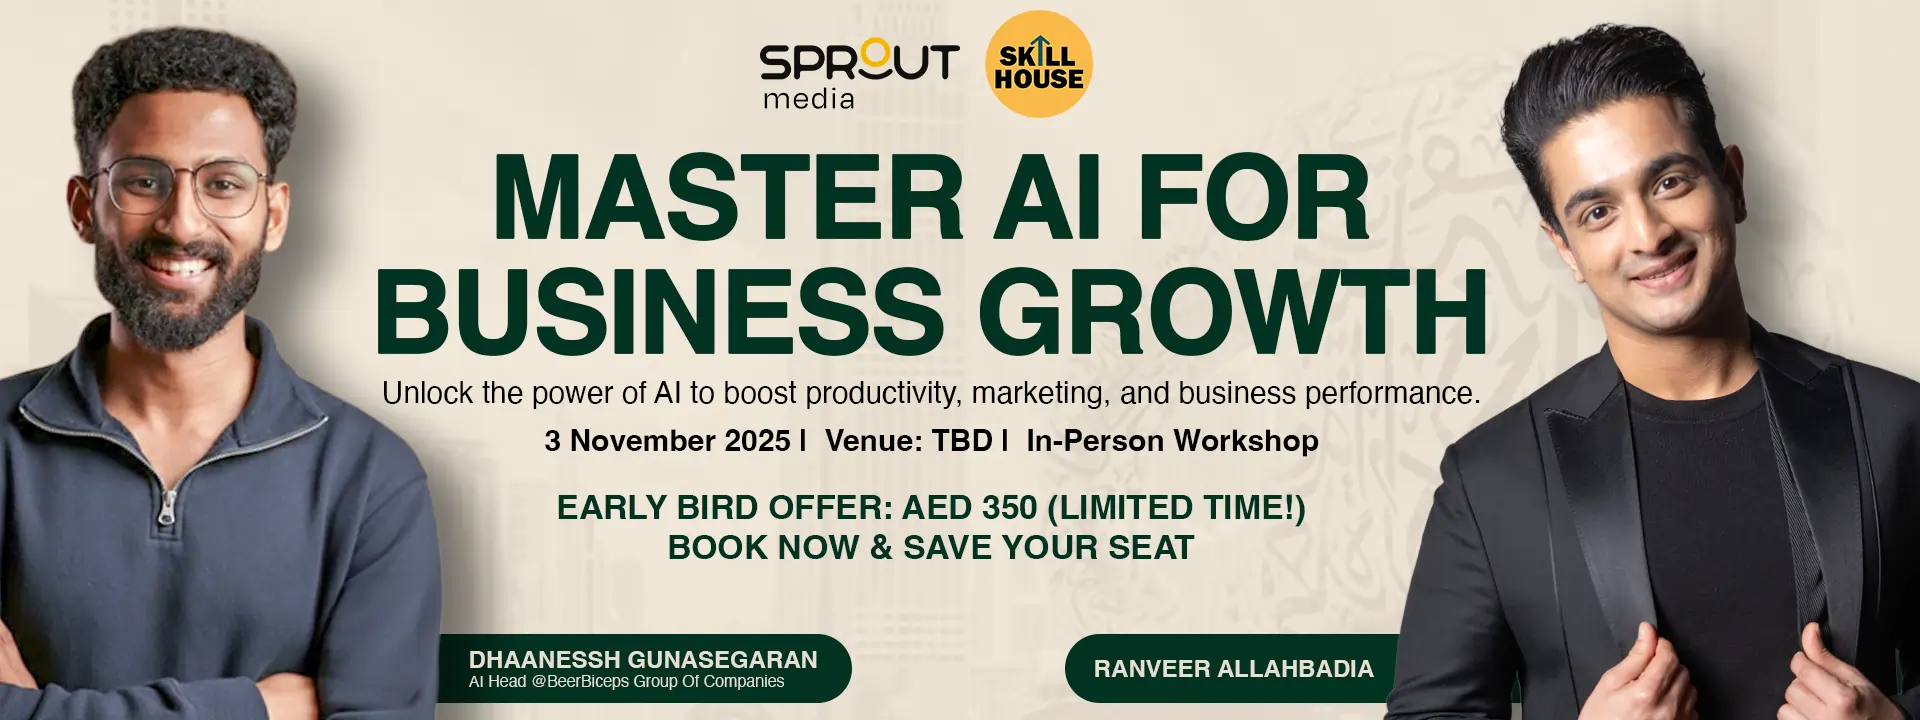 SPROUT
media
SKILL
HOUSE
MASTER AI FOR
BUSINESS GROWTH
Unlock the power of AI to boost productivity, marketing, and business performance.
3 November 2025 | Venue: TBD | In-Person Workshop
EARLY BIRD OFFER: AED 350 (LIMITED TIME!)
BOOK NOW & SAVE YOUR SEAT
DHAANESSH GUNASEGARAN
AI Head @BeerBiceps Group Of Companies
RANVEER ALLAHBADIA